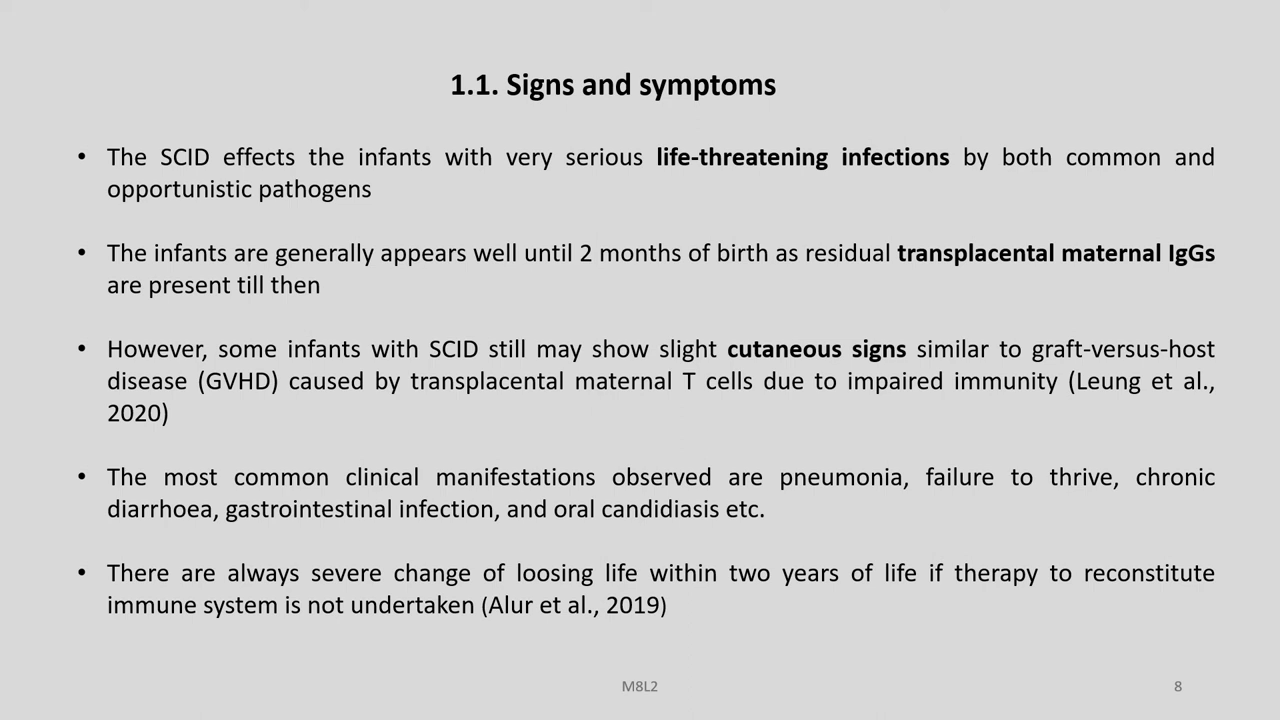 1.1. Signs and symptoms
• The SCID effects the infants with very serious life-threatening infections by both common and
opportunistic pathogens
• The infants are generally appears well until 2 months of birth as residual transplacental maternal IgGs
are present till then
• However, some infants with SCID still may show slight cutaneous signs similar to graft-versus-host
disease (GVHD) caused by transplacental maternal T cells due to impaired immunity (Leung et al.,
2020)
• The most common clinical manifestations observed are pneumonia, failure to thrive, chronic
diarrhoea, gastrointestinal infection, and oral candidiasis etc.
• There are always severe change of loosing life within two years of life if therapy to reconstitute
immune system is not undertaken (Alur et al., 2019)
M8L2
8